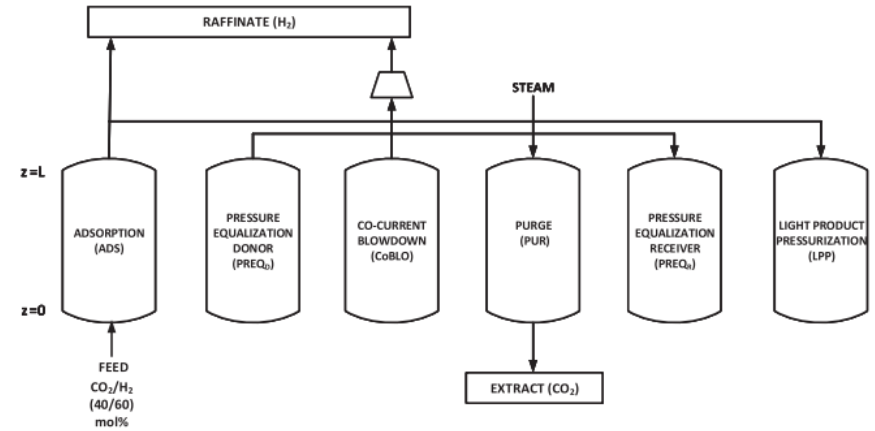 RAFFINATE (H₂)
STEAM
z=L
z=0
ADSORPTION
(ADS)
PRESSURE
EQUALIZATION
DONOR
(PREQ_D)
CO-CURRENT
BLOWDOWN
(CoBLO)
PURGE
(PUR)
PRESSURE
EQUALIZATION
RECEIVER
(PREQ_R)
LIGHT PRODUCT
PRESSURIZATION
(LPP)
FEED
CO₂/H₂
(40/60)
mol%
EXTRACT (CO₂)